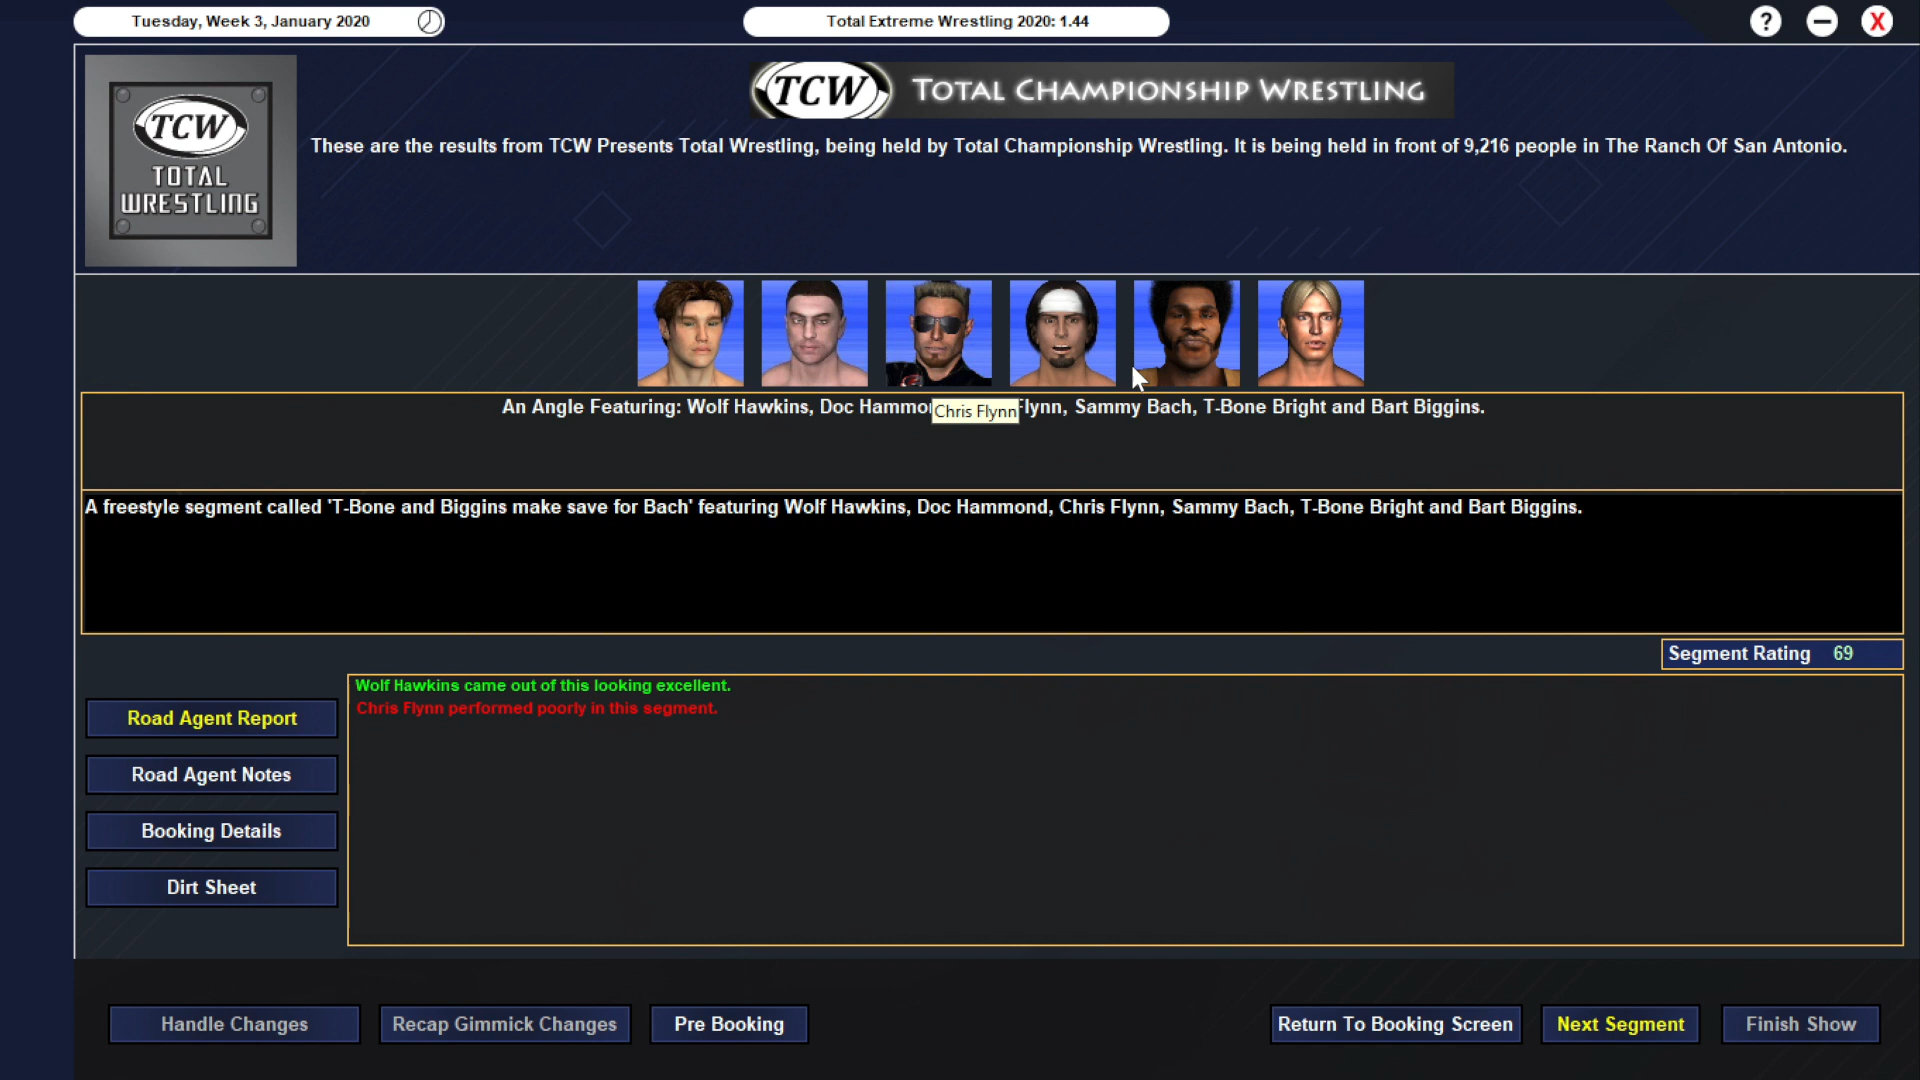 Tuesday, Week 3, January 2020
Total Extreme Wrestling 2020: 1.44
?
X
TCW
TOTAL
WRESTLING
TCW TOTAL CHAMPIONSHIP WRESTLING
These are the results from TCW Presents Total Wrestling, being held by Total Championship Wrestling. It is being held in front of 9,216 people in The Ranch Of San Antonio.
An Angle Featuring: Wolf Hawkins, Doc Hammo Flynn, Sammy Bach, T-Bone Bright and Bart Biggins.
Chris Flynn
A freestyle segment called 'T-Bone and Biggins make save for Bach' featuring Wolf Hawkins, Doc Hammond, Chris Flynn, Sammy Bach, T-Bone Bright and Bart Biggins.
Segment Rating 69
Wolf Hawkins came out of this looking excellent.
Chris Flynn performed poorly in this segment.
Road Agent Report
Road Agent Notes
Booking Details
Dirt Sheet
Handle Changes
Recap Gimmick Changes
Pre Booking
Return To Booking Screen
Next Segment
Finish Show